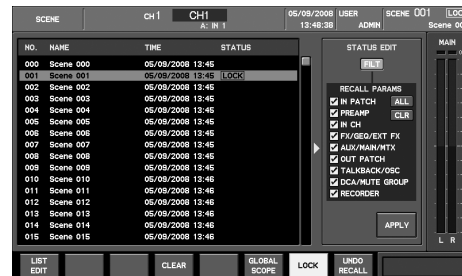 SCENE
CH1 CH1
A: IN 1
05/09/2008 USER
13:48:38 ADMIN
SCENE 001 LOC
Scene 00
NO. NAME TIME STATUS
000 Scene 000 05/09/2008 13:45
001 Scene 001 05/09/2008 13:45 LOCK
002 Scene 002 05/09/2008 13:45
003 Scene 003 05/09/2008 13:45
004 Scene 004 05/09/2008 13:45
005 Scene 005 05/09/2008 13:45
006 Scene 006 05/09/2008 13:45
007 Scene 007 05/09/2008 13:45
008 Scene 008 05/09/2008 13:45
009 Scene 009 05/09/2008 13:45
010 Scene 010 05/09/2008 13:46
011 Scene 011 05/09/2008 13:46
012 Scene 012 05/09/2008 13:46
013 Scene 013 05/09/2008 13:46
014 Scene 014 05/09/2008 13:46
015 Scene 015 05/09/2008 13:46
STATUS EDIT
FILT
RECALL PARAMS
IN PATCH ALL
PREAMP CLR
IN CH
FX/GEQ/EXT FX
AUX/MAIN/MTX
OUT PATCH
TALKBACK/OSC
DCA/MUTE GROUP
RECORDER
APPLY
MAIN
L R
LIST EDIT
CLEAR
GLOBAL SCOPE
LOCK
UNDO RECALL